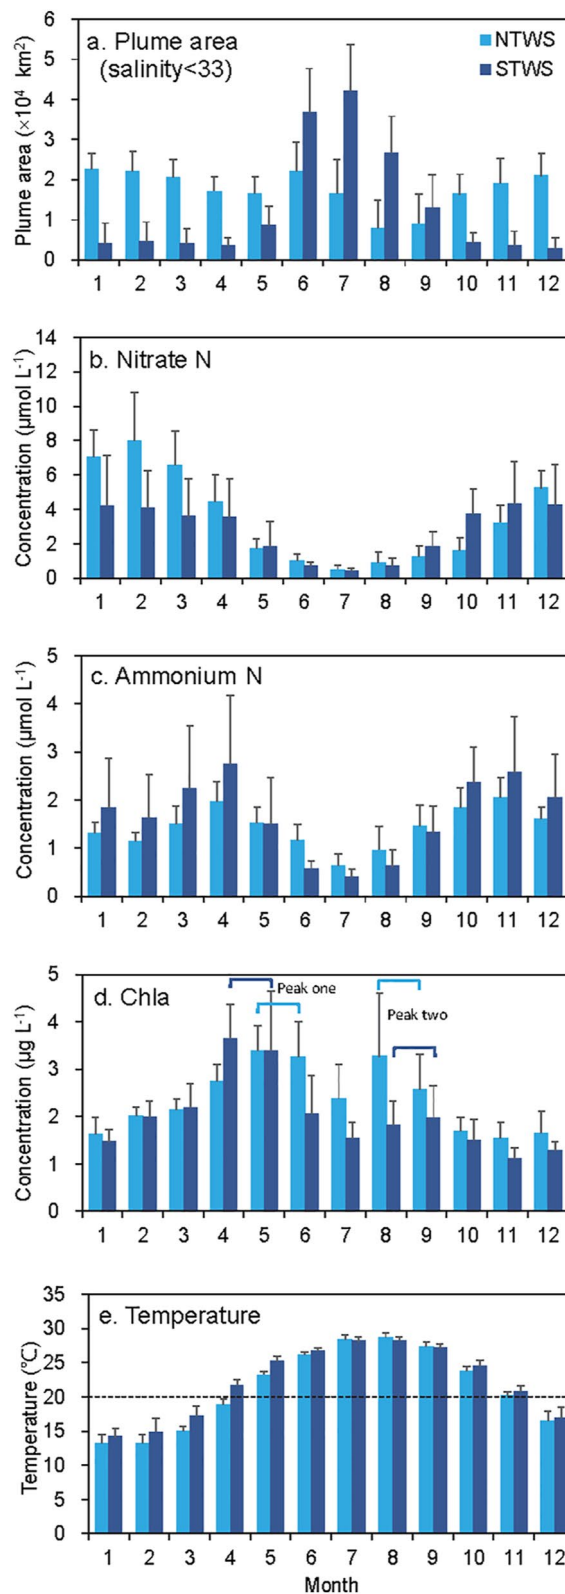 a. Plume area
(salinity<33)
NTWS
STWS
Plume area (×10⁴ km²)
6
5
4
3
2
1
0
1 2 3 4 5 6 7 8 9 10 11 12
b. Nitrate N
Concentration (µmol L⁻¹)
14
12
10
8
6
4
2
0
1 2 3 4 5 6 7 8 9 10 11 12
c. Ammonium N
Concentration (µmol L⁻¹)
5
4
3
2
1
0
1 2 3 4 5 6 7 8 9 10 11 12
d. Chla
Peak one
Peak two
Concentration (µg L⁻¹)
5
4
3
2
1
0
1 2 3 4 5 6 7 8 9 10 11 12
e. Temperature
Temperature (°C)
35
30
25
20
15
10
5
0
1 2 3 4 5 6 7 8 9 10 11 12
Month